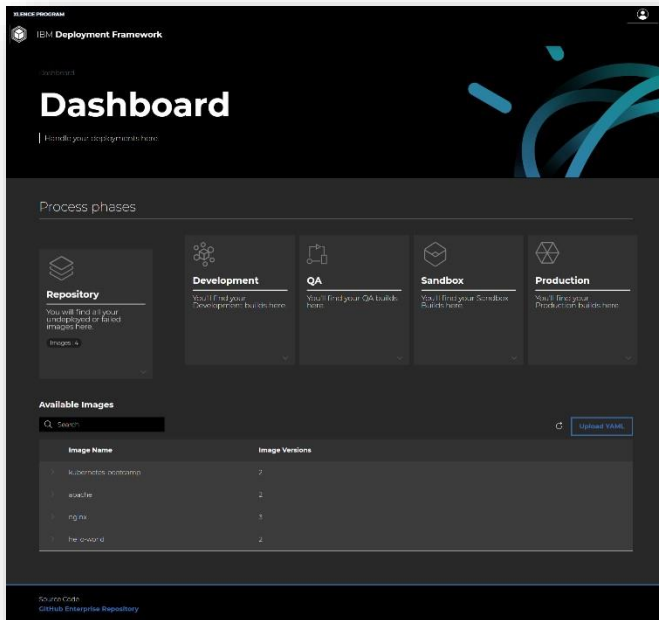 XLENCE PROGRAM
IBM Deployment Framework
dashboard
Dashboard
Handle your deployments here
Process phases
Repository
You will find all your
undeployed or failed
images here.
Images: 4
Development
You'll find your
Development builds here.
QA
You'll find your QA builds
here.
Sandbox
You'll find your Sandbox
Builds here.
Production
You'll find your
Production builds here.
Available Images
Search
Upload YAML
Image Name
Image Versions
kubernetes-bootcamp
2
apache
2
nginx
hello-world
2
Source Code
GitHub Enterprise Repository